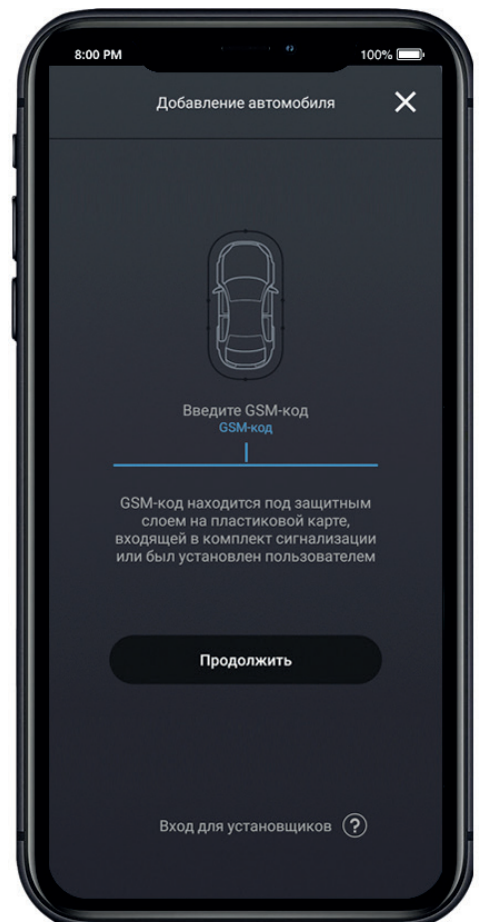 8:00 PM 100%
Добавление автомобиля
Введите GSM-код
GSM-код
GSM-код находится под защитным
слоем на пластиковой карте,
входящей в комплект сигнализации
или был установлен пользователем
Продолжить
Вход для установщиков ?